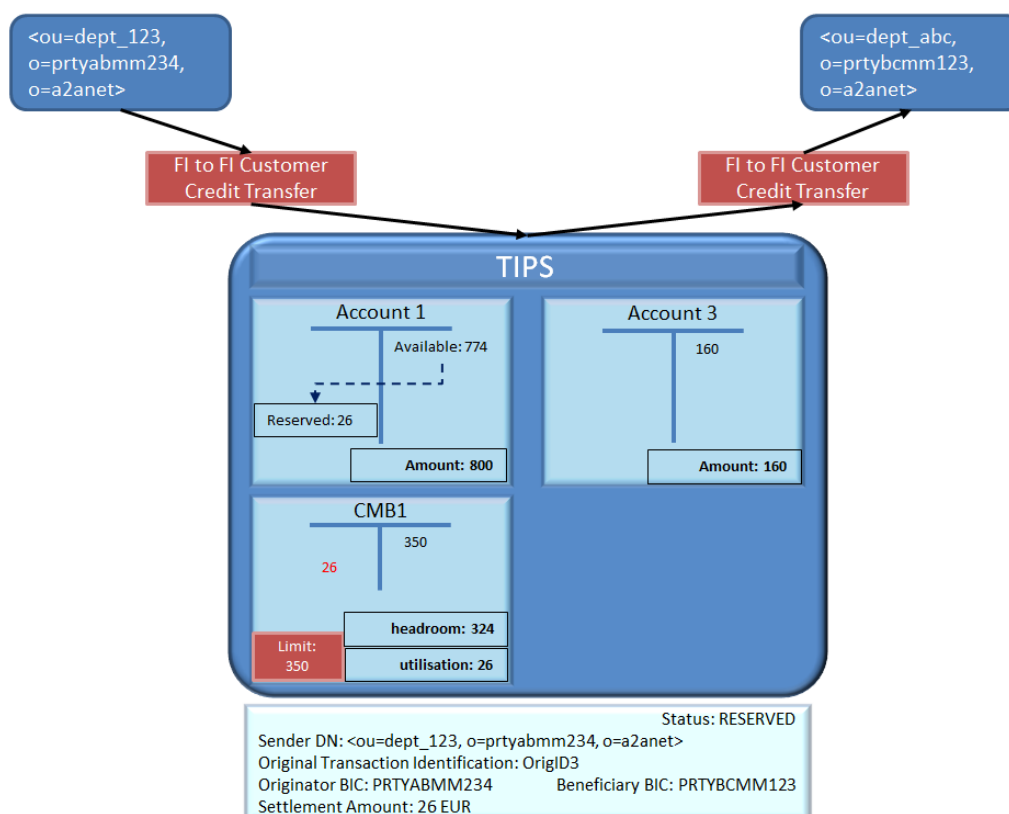 <ou=dept_123,
o=prtyabmm234,
o=a2anet>
<ou=dept_abc,
o=prtybcmm123,
o=a2anet>
FI to FI Customer
Credit Transfer
FI to FI Customer
Credit Transfer
TIPS
Account 1
Available: 774
Reserved: 26
Amount: 800
Account 3
160
Amount: 160
CMB1
350
26
headroom: 324
Limit:
350
utilisation: 26
Status: RESERVED
Sender DN: <ou=dept_123, o=prtyabmm234, o=a2anet>
Original Transaction Identification: OrigID3
Originator BIC: PRTYABMM234 Beneficiary BIC: PRTYBCMM123
Settlement Amount: 26 EUR